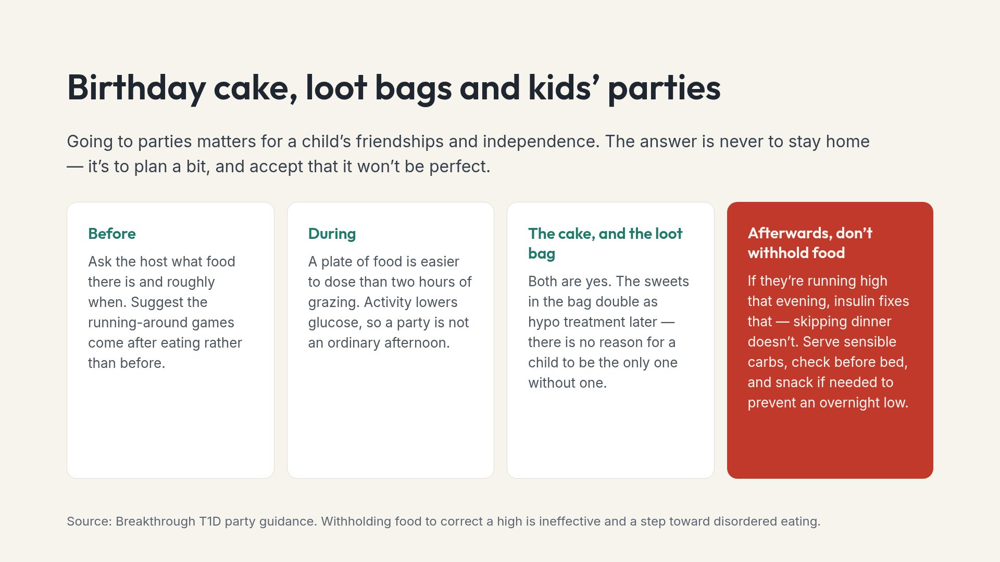 Birthday cake, loot bags and kids’ parties
Going to parties matters for a child’s friendships and independence. The answer is never to stay home
— it’s to plan a bit, and accept that it won’t be perfect.
Before
Ask the host what food
there is and roughly
when. Suggest the
running-around games
come after eating rather
than before.
During
A plate of food is easier
to dose than two hours of
grazing. Activity lowers
glucose, so a party is not
an ordinary afternoon.
The cake, and the loot
bag
Both are yes. The sweets
in the bag double as
hypo treatment later —
there is no reason for a
child to be the only one
without one.
Afterwards, don’t
withhold food
If they’re running high
that evening, insulin fixes
that — skipping dinner
doesn’t. Serve sensible
carbs, check before bed,
and snack if needed to
prevent an overnight low.
Source: Breakthrough T1D party guidance. Withholding food to correct a high is ineffective and a step toward disordered eating.